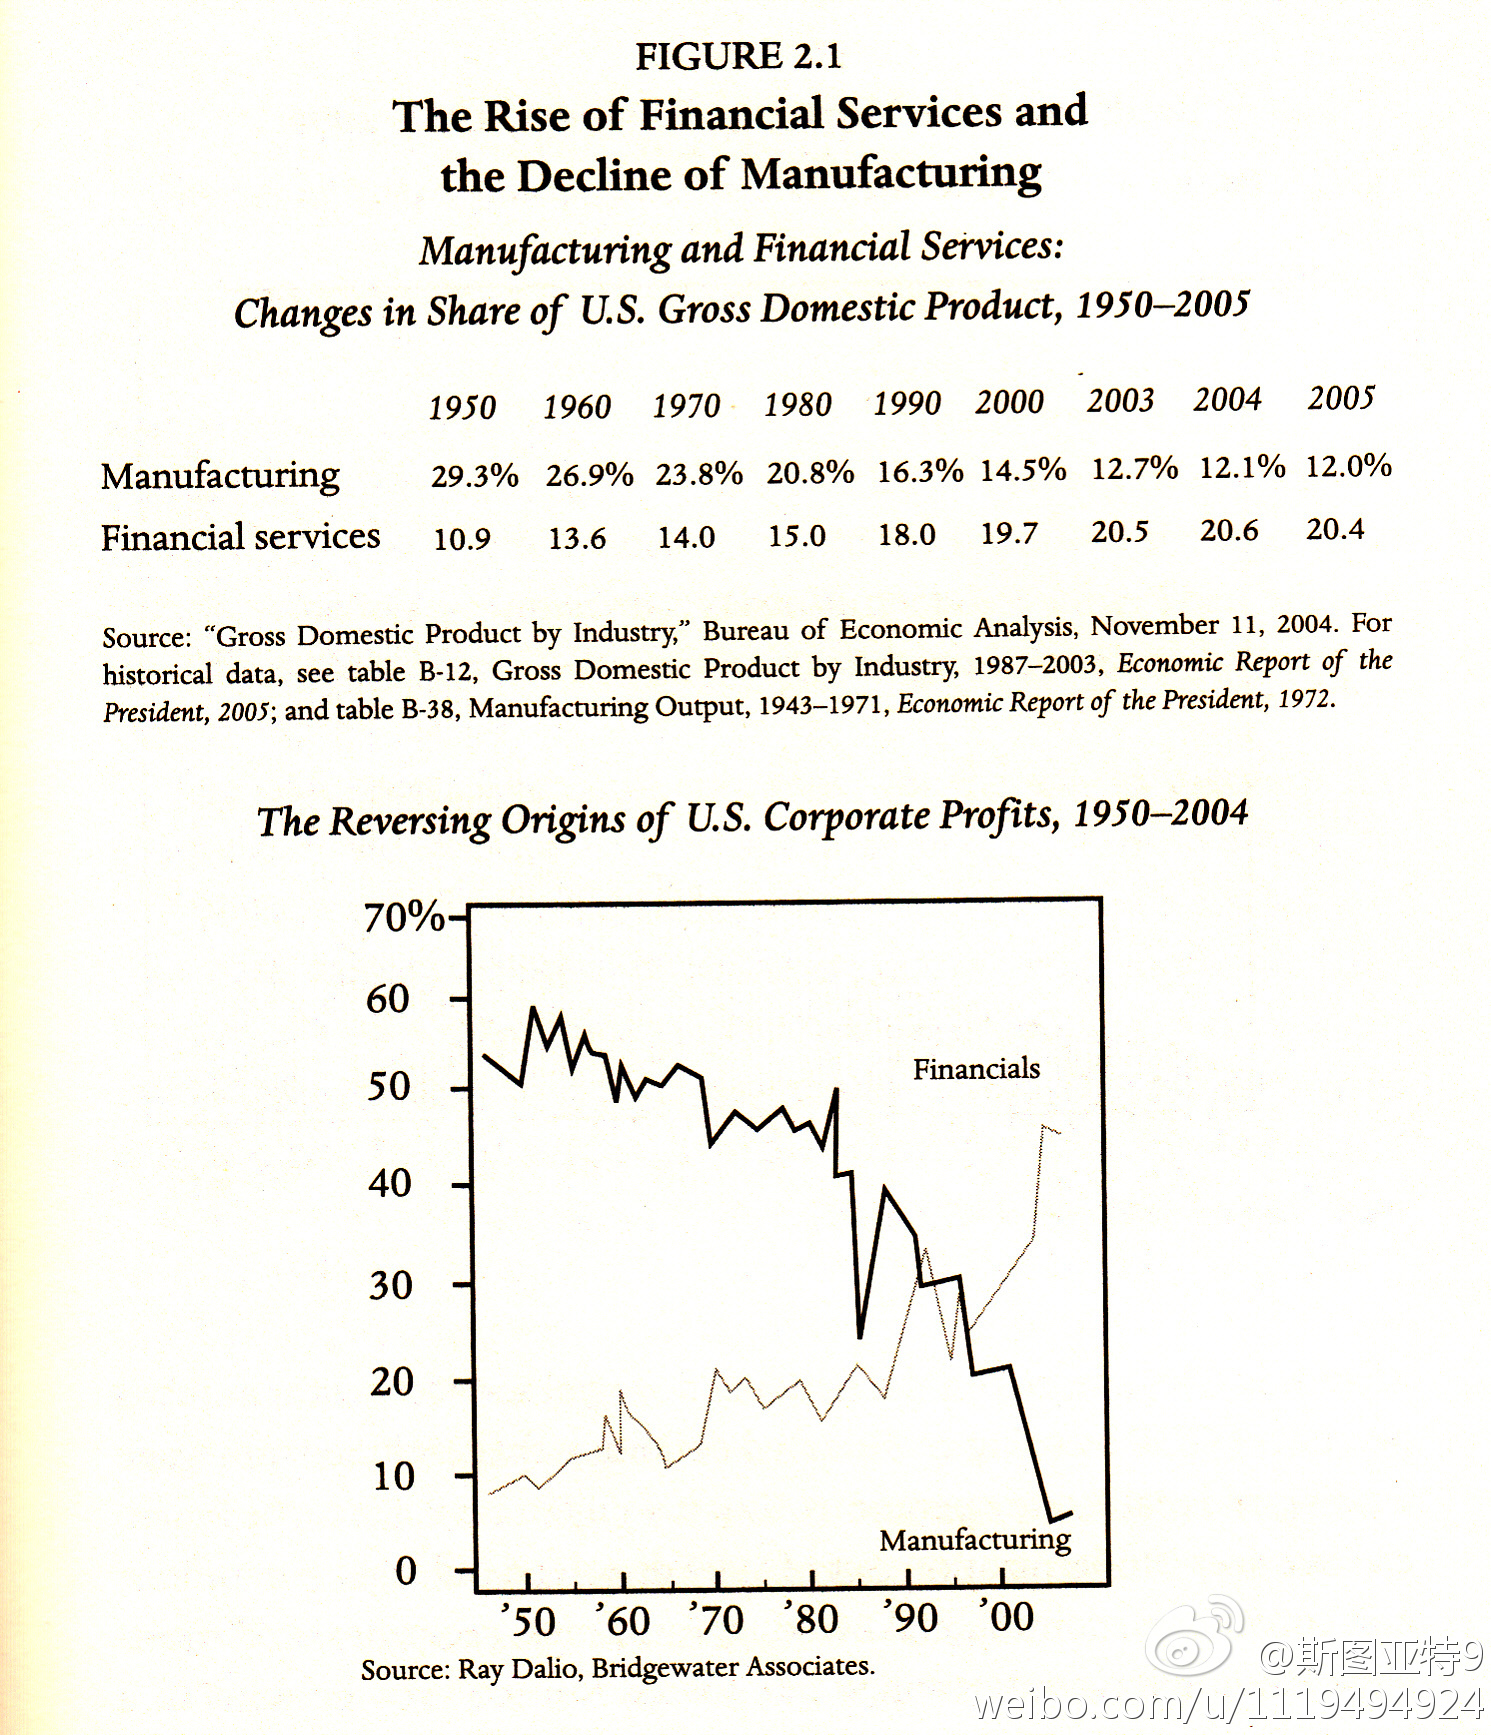 FIGURE 2.1
The Rise of Financial Services and
the Decline of Manufacturing
Manufacturing and Financial Services:
Changes in Share of U.S. Gross Domestic Product, 1950–2005
1950 1960 1970 1980 1990 2000 2003 2004 2005
Manufacturing 29.3% 26.9% 23.8% 20.8% 16.3% 14.5% 12.7% 12.1% 12.0%
Financial services 10.9 13.6 14.0 15.0 18.0 19.7 20.5 20.6 20.4
Source: “Gross Domestic Product by Industry,” Bureau of Economic Analysis, November 11, 2004. For
historical data, see table B-12, Gross Domestic Product by Industry, 1987–2003, Economic Report of the
President, 2005; and table B-38, Manufacturing Output, 1943–1971, Economic Report of the President, 1972.
The Reversing Origins of U.S. Corporate Profits, 1950–2004
70%
60
50
40
30
20
10
0
Financials
Manufacturing
’50 ’60 ’70 ’80 ’90 ’00
Source: Ray Dalio, Bridgewater Associates.
@斯图亚特9
weibo.com/u/1119494924